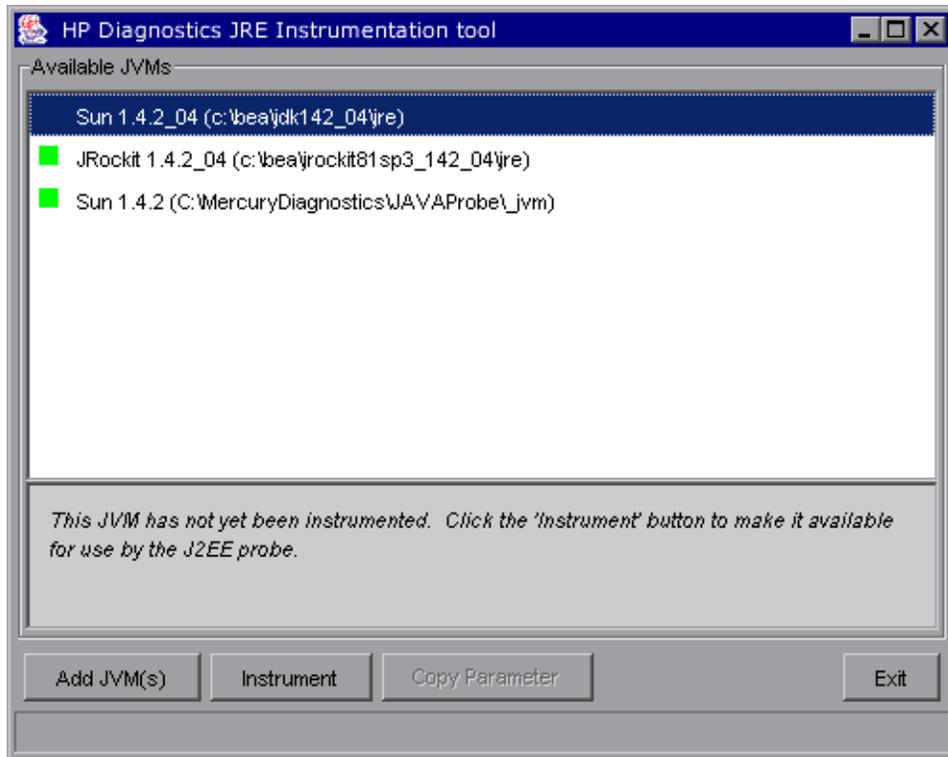 HP Diagnostics JRE Instrumentation tool
Available JVMs
Sun 1.4.2_04 (c:\bea\jdk142_04\jre)
JRockit 1.4.2_04 (c:\bea\jrockit81sp3_142_04\jre)
Sun 1.4.2 (C:\MercuryDiagnostics\JAVAProbe\_jvm)
This JVM has not yet been instrumented.  Click the 'Instrument' button to make it available
for use by the J2EE probe.
Add JVM(s) Instrument Copy Parameter Exit